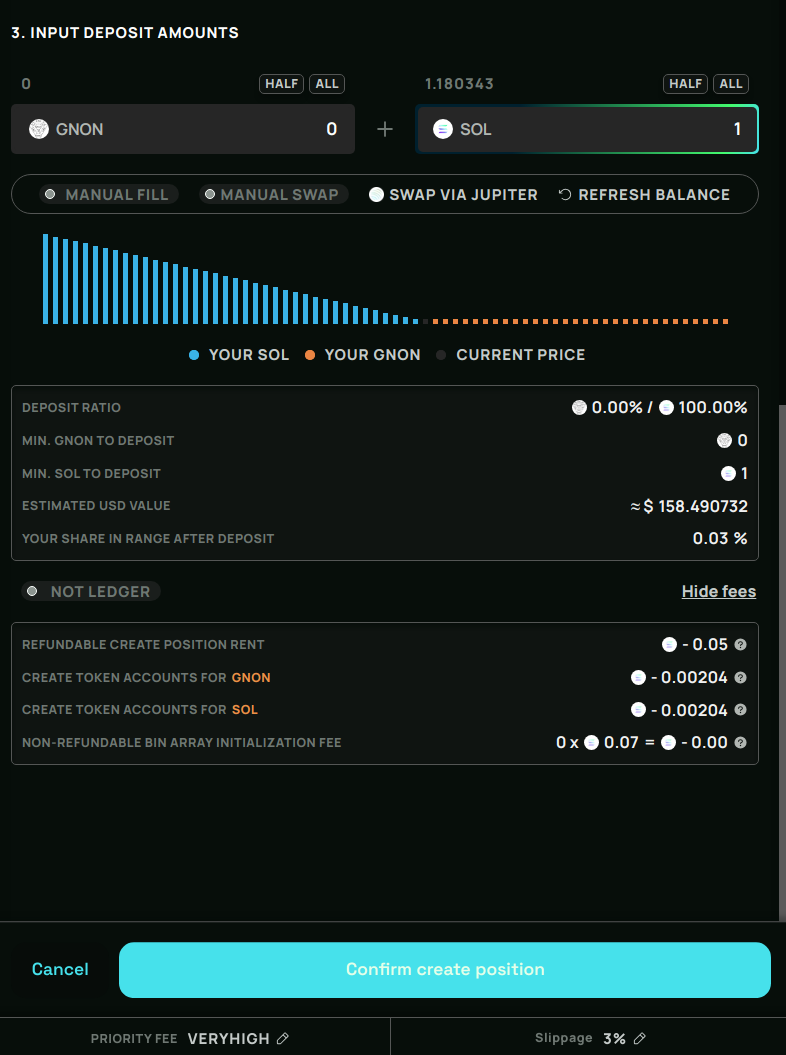 3. INPUT DEPOSIT AMOUNTS
0 HALF ALL 1.180343 HALF ALL
GNON 0 + SOL 1
MANUAL FILL MANUAL SWAP SWAP VIA JUPITER REFRESH BALANCE
YOUR SOL YOUR GNON CURRENT PRICE
DEPOSIT RATIO 0.00% / 100.00%
MIN. GNON TO DEPOSIT 0
MIN. SOL TO DEPOSIT 1
ESTIMATED USD VALUE ≈$ 158.490732
YOUR SHARE IN RANGE AFTER DEPOSIT 0.03 %
NOT LEDGER Hide fees
REFUNDABLE CREATE POSITION RENT - 0.05 ?
CREATE TOKEN ACCOUNTS FOR GNON - 0.00204 ?
CREATE TOKEN ACCOUNTS FOR SOL - 0.00204 ?
NON-REFUNDABLE BIN ARRAY INITIALIZATION FEE 0 x 0.07 = - 0.00 ?
Cancel Confirm create position
PRIORITY FEE VERYHIGH Slippage 3%